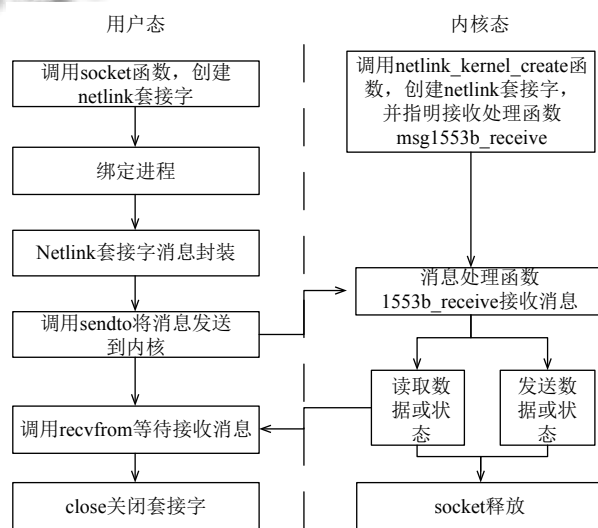 用户态
内核态
调用socket函数，创建
netlink套接字
绑定进程
Netlink套接字消息封装
调用sendto将消息发送
到内核
调用recvfrom等待接收消息
close关闭套接字
调用netlink_kernel_create函
数，创建netlink套接字，
并指明接收处理函数
msg1553b_receive
消息处理函数
1553b_receive接收消息
读取数
据或状
态
发送数
据或状
态
socket释放